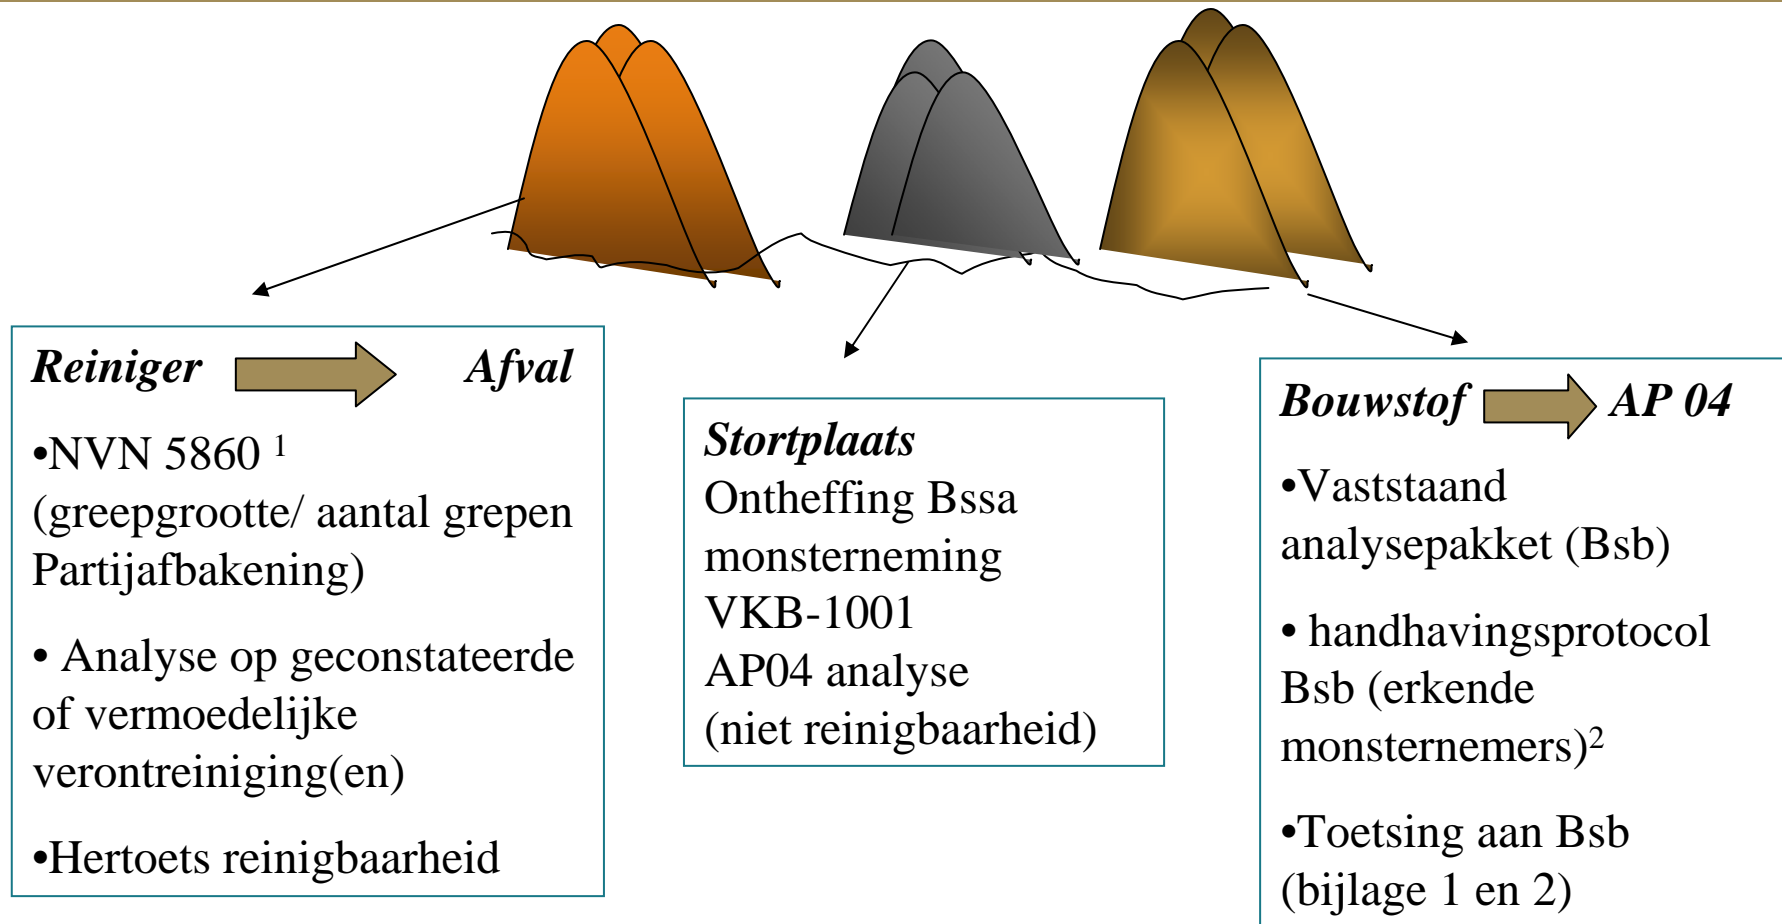 Reiniger Afval
•NVN 5860 ¹
(greepgrootte/ aantal grepen
Partijafbakening)
• Analyse op geconstateerde
of vermoedelijke
verontreiniging(en)
•Hertoets reinigbaarheid
Stortplaats
Ontheffing Bssa
monsterneming
VKB-1001
AP04 analyse
(niet reinigbaarheid)
Bouwstof AP 04
•Vaststaand
analysepakket (Bsb)
• handhavingsprotocol
Bsb (erkende
monsternemers)²
•Toetsing aan Bsb
(bijlage 1 en 2)